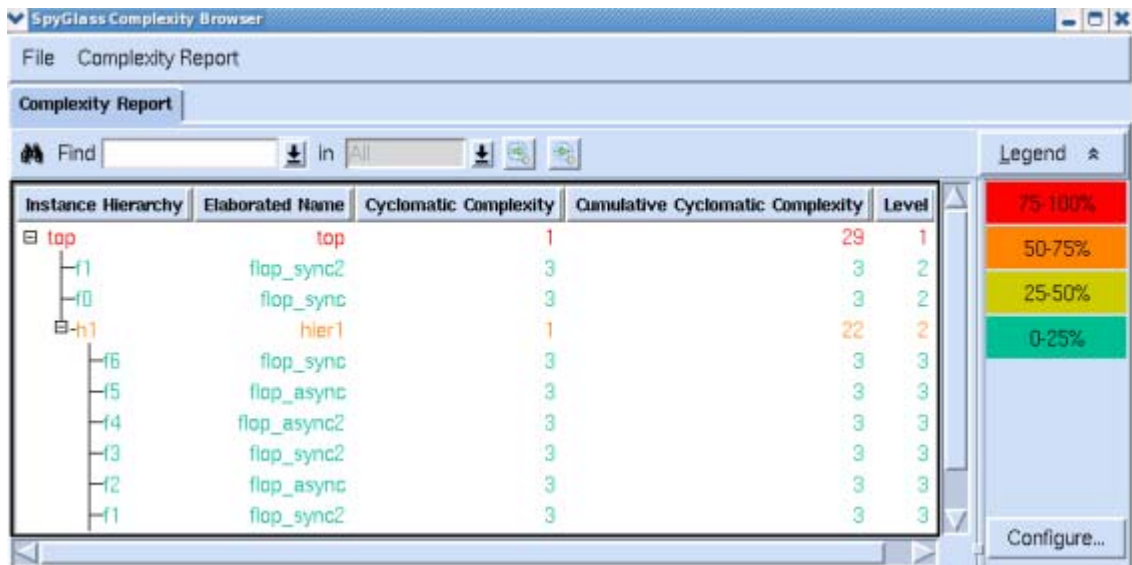 SpyGlass Complexity Browser
File Complexity Report
Complexity Report
Find In All Legend
Instance Hierarchy Elaborated Name Cyclomatic Complexity Cumulative Cyclomatic Complexity Level 75-100%
top top 1 29 1
50-75%
f1 flop_sync2 3 3 2
f0 flop_sync 3 3 2
25-50%
h1 hier1 1 22 2
0-25%
f6 flop_sync 3 3 3
f5 flop_async 3 3 3
f4 flop_async2 3 3 3
f3 flop_sync2 3 3 3
f2 flop_async 3 3 3
f1 flop_sync2 3 3 3
Configure...